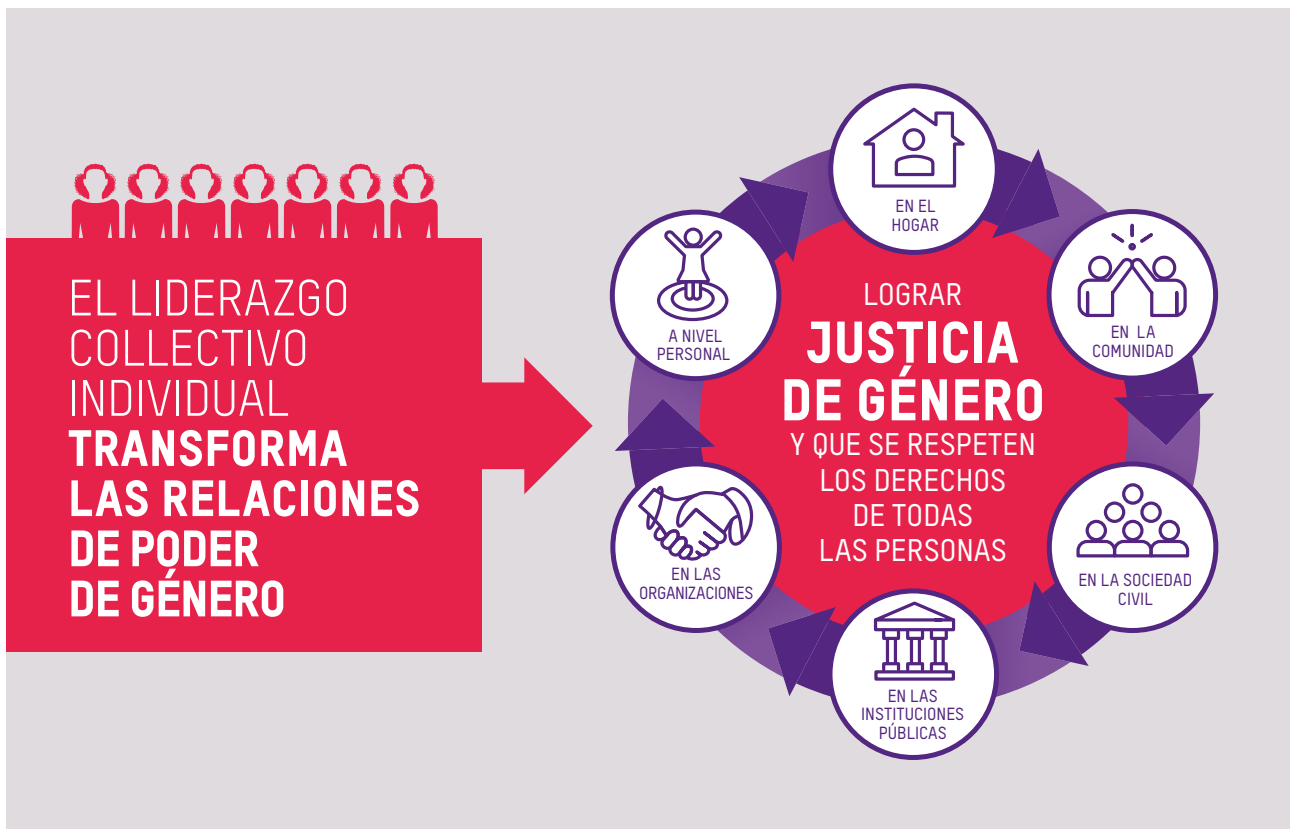 EL LIDERAZGO
COLLECTIVO
INDIVIDUAL
TRANSFORMA
LAS RELACIONES
DE PODER
DE GÉNERO
LOGRAR
JUSTICIA
DE GÉNERO
Y QUE SE RESPETEN
LOS DERECHOS
DE TODAS
LAS PERSONAS
EN EL
HOGAR
EN LA
COMUNIDAD
EN LA SOCIEDAD
CIVIL
EN LAS
INSTITUCIONES
PÚBLICAS
EN LAS
ORGANIZACIONES
A NIVEL
PERSONAL